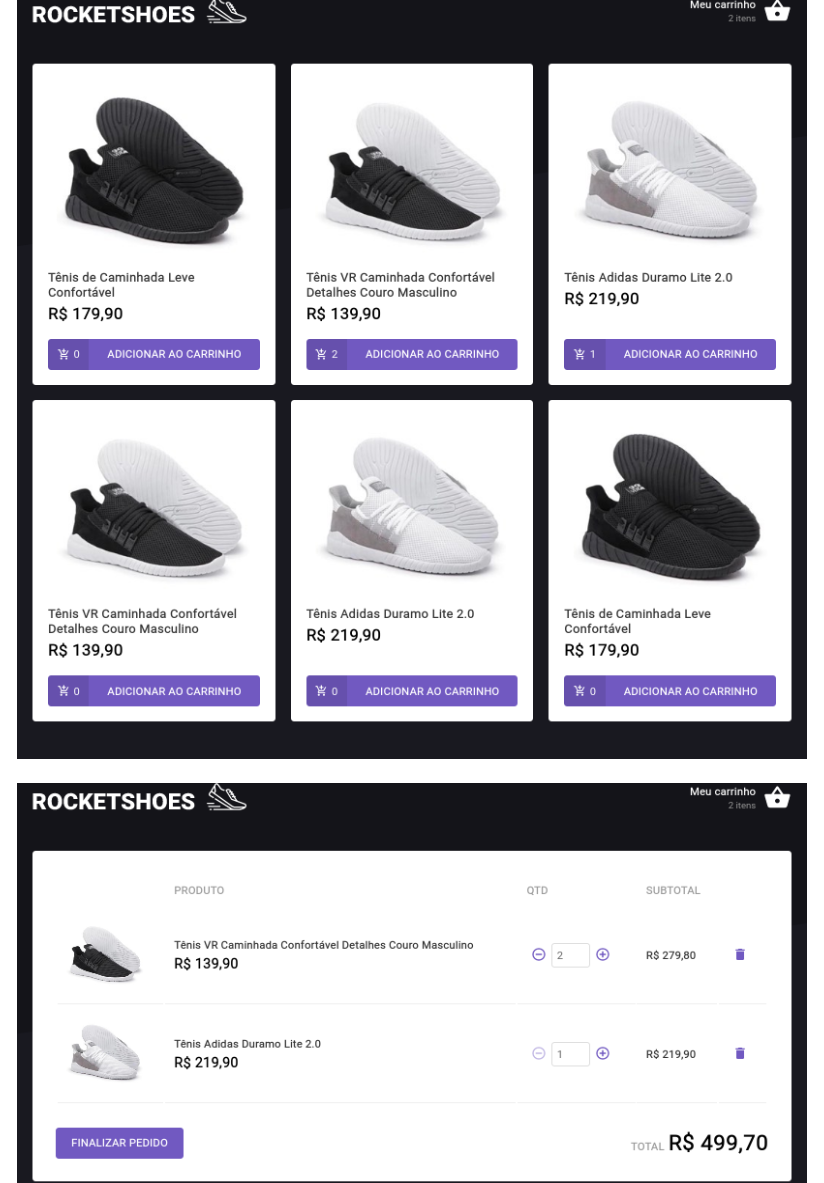 ROCKETSHOES
Meu carrinho
2 itens
Tênis de Caminhada Leve
Confortável
R$ 179,90
0 ADICIONAR AO CARRINHO
Tênis VR Caminhada Confortável
Detalhes Couro Masculino
R$ 139,90
2 ADICIONAR AO CARRINHO
Tênis Adidas Duramo Lite 2.0
R$ 219,90
1 ADICIONAR AO CARRINHO
Tênis VR Caminhada Confortável
Detalhes Couro Masculino
R$ 139,90
0 ADICIONAR AO CARRINHO
Tênis Adidas Duramo Lite 2.0
R$ 219,90
0 ADICIONAR AO CARRINHO
Tênis de Caminhada Leve
Confortável
R$ 179,90
0 ADICIONAR AO CARRINHO
ROCKETSHOES
Meu carrinho
2 itens
PRODUTO QTD SUBTOTAL
Tênis VR Caminhada Confortável Detalhes Couro Masculino
R$ 139,90
2 R$ 279,80
Tênis Adidas Duramo Lite 2.0
R$ 219,90
1 R$ 219,90
FINALIZAR PEDIDO
TOTAL R$ 499,70